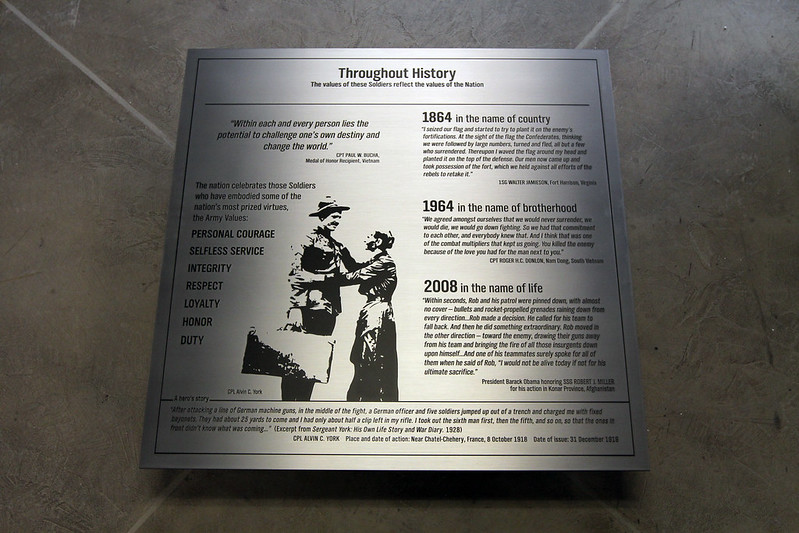 Throughout History
The values of these Soldiers reflect the values of the Nation
"Within each and every person lies the
potential to challenge one's own destiny and
change the world."
CPT PAUL W. BUCHA,
Medal of Honor Recipient, Vietnam
The nation celebrates those Soldiers
who have embodied some of the
nation's most prized virtues,
the Army Values:
PERSONAL COURAGE
SELFLESS SERVICE
INTEGRITY
RESPECT
LOYALTY
HONOR
DUTY
CPL Alvin C. York
1864 in the name of country
"I seized our flag and started to try to plant it on the enemy's
fortifications. At the sight of the flag the Confederates, thinking
we were followed by large numbers, turned and fled, all but a few
who surrendered. Thereupon I waved the flag around my head and
planted it on the top of the defense. Our men now came up and
took possession of the fort, which we held against all efforts of the
rebels to retake it."
1SG WALTER JAMIESON, Fort Harrison, Virginia
1964 in the name of brotherhood
"We agreed amongst ourselves that we would never surrender, we
would die, we would go down fighting. So we had that commitment
to each other, and everybody knew that. And I think that was one
of the combat multipliers that kept us going. You killed the enemy
because of the love you had for the man next to you."
CPT ROGER H.C. DONLON, Nam Dong, South Vietnam
2008 in the name of life
"Within seconds, Rob and his patrol were pinned down, with almost
no cover – bullets and rocket-propelled grenades raining down from
every direction...Rob made a decision. He called for his team to
fall back. And then he did something extraordinary. Rob moved in
the other direction – toward the enemy, drawing their guns away
from his team and bringing the fire of all those insurgents down
upon himself...And one of his teammates surely spoke for all of
them when he said of Rob, "I would not be alive today if not for his
ultimate sacrifice."
President Barack Obama honoring SSG ROBERT J. MILLER
for his action in Konar Province, Afghanistan
A hero's story
"After attacking a line of German machine guns, in the middle of the fight, a German officer and five soldiers jumped up out of a trench and charged me with fixed
bayonets. They had about 25 yards to come and I had only about half a clip left in my rifle. I took out the sixth man first, then the fifth, and so on, so that the ones in
front didn't know what was coming..." (Excerpt from Sergeant York: His Own Life Story and War Diary. 1928)
CPL ALVIN C. YORK Place and date of action: Near Chatel-Chehery, France, 8 October 1918 Date of issue: 31 December 1918